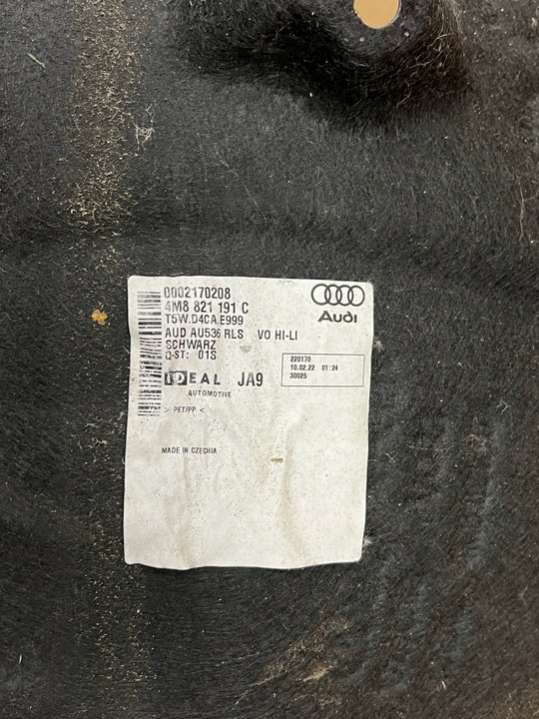 0002170208
4M8 821 191 C
T5W.D4CA.E999
AUD AU536 RLS VO HI-LI
SCHWARZ
Q-ST: 01S
IDEAL JA9
AUTOMOTIVE
> PET/PP <
MADE IN CZECHIA
Audi
220170
10.02.22 01:24
30025